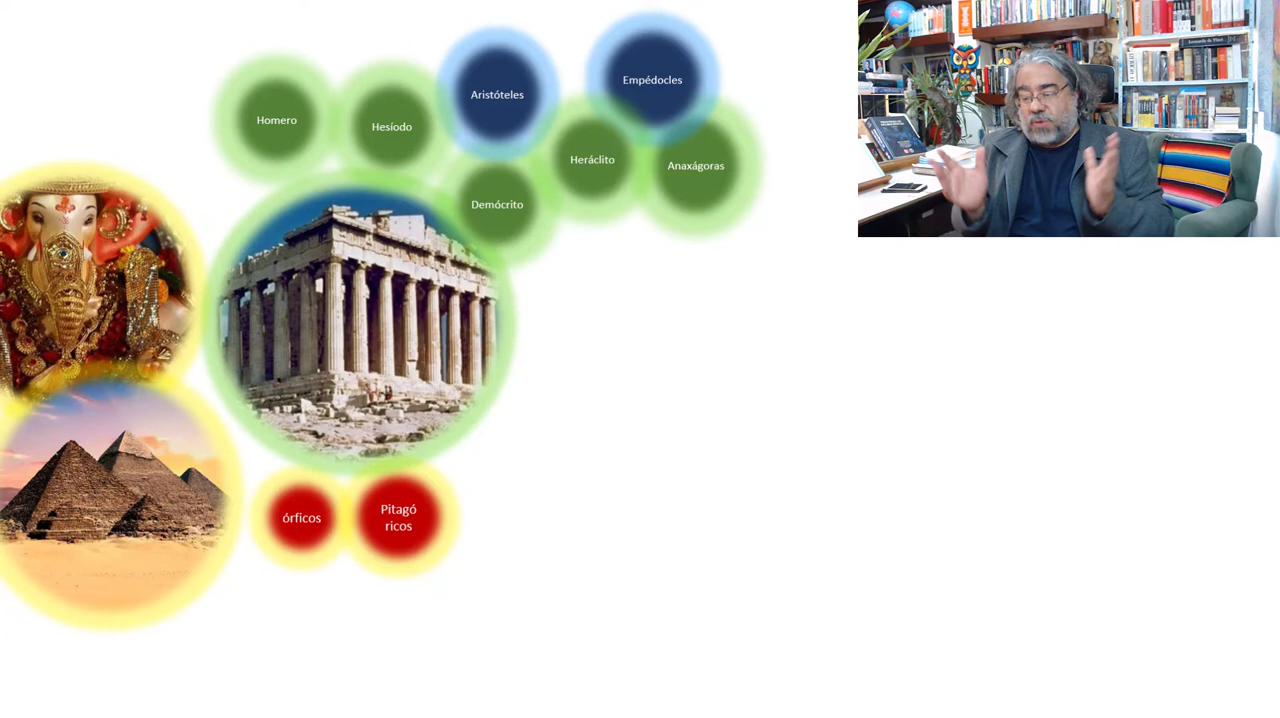 Homero
Hesíodo
Aristóteles
Empédocles
Demócrito
Heráclito
Anaxágoras
órficos
Pitagó
ricos